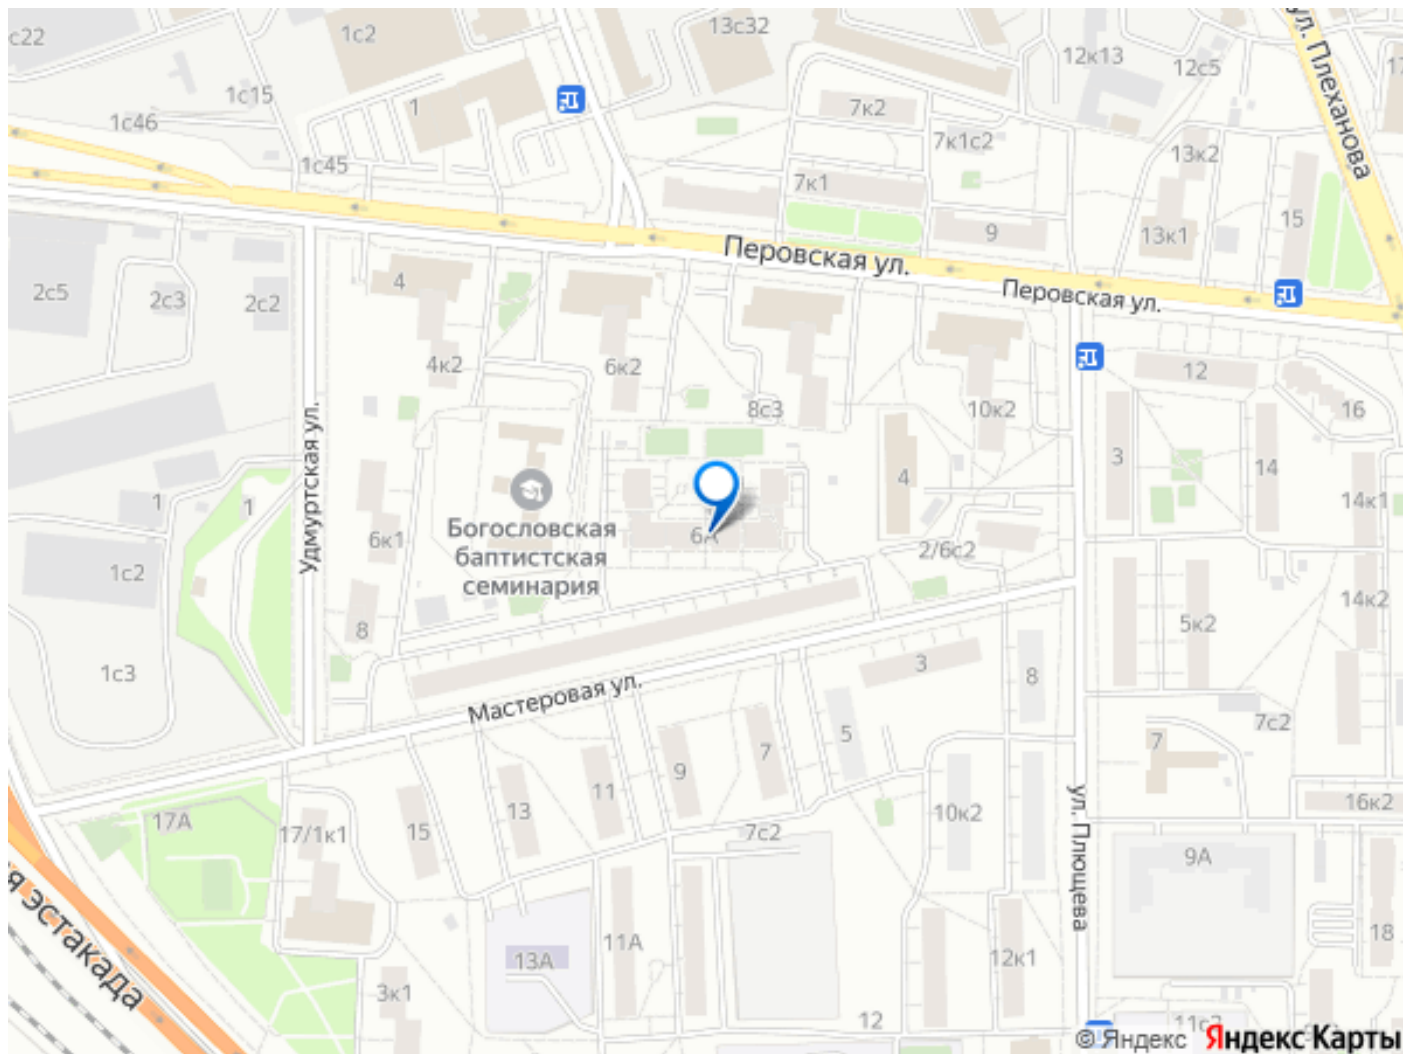 с22
1с2
13с32
12к13
12с5
17
ул. Плеханова
1с15
1
7к2
1с46
7к1с2
13к2
1с45
7к1
15
9
13к1
Перовская ул.
Перовская ул.
2с5
2с3
2с2
4
4к2
6к2
8с3
10к2
12
16
Удмуртская ул.
3
14
4
1
1
14к1
6А
Богословская
баптистская
семинария
6к1
2/6с2
1с2
14к2
5к2
8
3
8
1с3
Мастеровая ул.
7с2
5
7
7
9
11
13
16к2
17А
17/1к1
15
7с2
10к2
ул. Плющева
9А
я эстакада
11А
13А
12к1
18
3к1
12
11с2
© Яндекс
Яндекс Карты